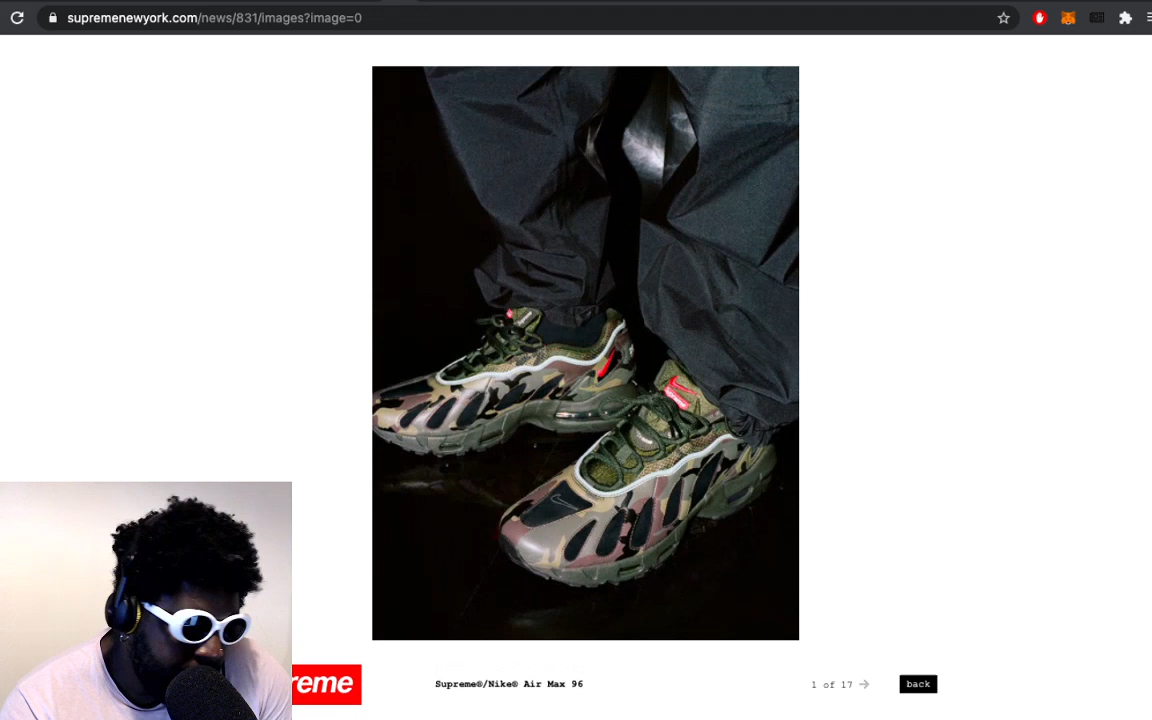 supremenewyork.com/news/831/images?image=0
reme
Supreme®/Nike® Air Max 96
1 of 17
back